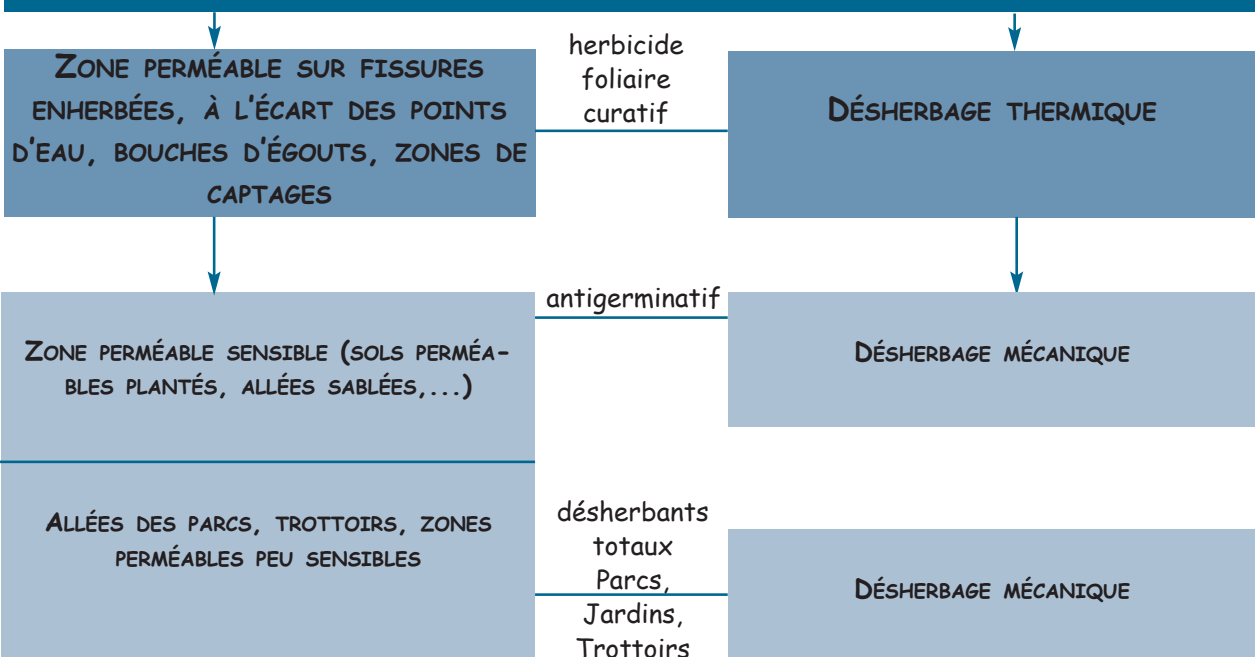 ZONE PERMÉABLE SUR FISSURES
ENHERBÉES, À L'ÉCART DES POINTS
D'EAU, BOUCHES D'ÉGOUTS, ZONES DE
CAPTAGES
herbicide
foliaire
curatif
DÉSHERBAGE THERMIQUE
ZONE PERMÉABLE SENSIBLE (SOLS PERMÉA-
BLES PLANTÉS, ALLÉES SABLÉES,...)
antigerminatif
DÉSHERBAGE MÉCANIQUE
ALLÉES DES PARCS, TROTTOIRS, ZONES
PERMÉABLES PEU SENSIBLES
désherbants
totaux
Parcs,
Jardins,
Trottoirs
DÉSHERBAGE MÉCANIQUE